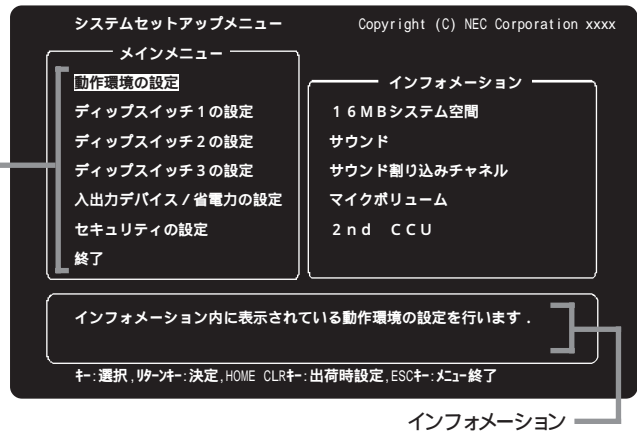 システムセットアップメニュー　Copyright (C) NEC Corporation xxxx
メインメニュー
動作環境の設定
ディップスイッチ１の設定
ディップスイッチ２の設定
ディップスイッチ３の設定
入出力デバイス／省電力の設定
セキュリティの設定
終了
インフォメーション
１６ＭＢシステム空間
サウンド
サウンド割り込みチャネル
マイクボリューム
２ｎｄ　ＣＣＵ
インフォメーション内に表示されている動作環境の設定を行います．
ｷｰ:選択,ﾘﾀｰﾝｷｰ:決定,HOME CLRｷｰ:出荷時設定,ESCｷｰ:ﾒﾆｭｰ終了
インフォメーション